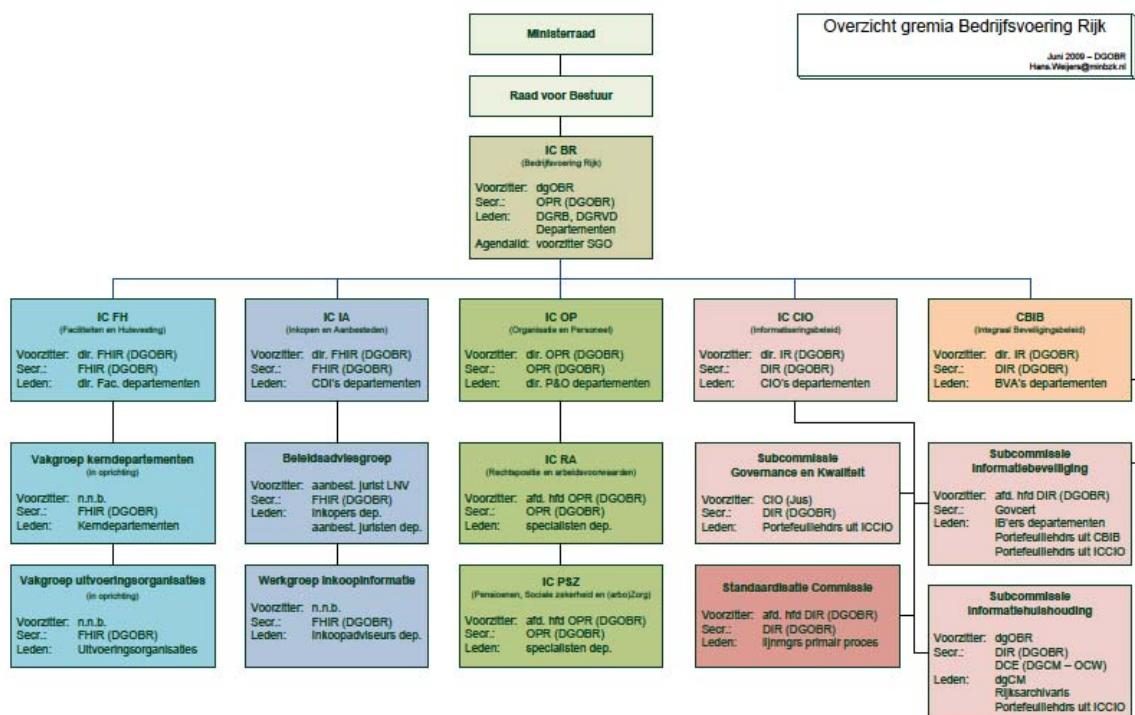 Overzicht gremia Bedrijfsvoering Rijk
Juni 2009 – DGOBR
Hans.Weijers@minbzk.nl
Ministerraad
Raad voor Bestuur
IC BR
(Bedrijfsvoering Rijk)
Voorzitter: dgOBR
Secr.: OPR (DGOBR)
Leden: DGRB, DGRVD
Departementen
Agendalid: voorzitter SGO
IC FH
(Faciliteiten en Huisvesting)
Voorzitter: dir. FHIR (DGOBR)
Secr.: FHIR (DGOBR)
Leden: dir. Fac. departementen
IC IA
(Inkopen en Aanbesteden)
Voorzitter: dir. FHIR (DGOBR)
Secr.: FHIR (DGOBR)
Leden: CDI's departementen
IC OP
(Organisatie en Personeel)
Voorzitter: dir. OPR (DGOBR)
Secr.: OPR (DGOBR)
Leden: dir. P&O departementen
IC CIO
(Informatiseringsbeleid)
Voorzitter: dir. IR (DGOBR)
Secr.: DIR (DGOBR)
Leden: CIO's departementen
CBIB
(Integraal Beveiligingsbeleid)
Voorzitter: dir. IR (DGOBR)
Secr.: DIR (DGOBR)
Leden: BVA's departementen
Vakgroep kerndepartementen
(in oprichting)
Voorzitter: n.n.b.
Secr.: FHIR (DGOBR)
Leden: Kerndepartementen
Beleidsadviesgroep
Voorzitter: aanbest. jurist LNV
Secr.: FHIR (DGOBR)
Leden: Inkopers dep.
aanbest. juristen dep.
IC RA
(Rechtspositie en arbeidsvoorwaarden)
Voorzitter: afd. hfd OPR (DGOBR)
Secr.: OPR (DGOBR)
Leden: specialisten dep.
Subcommissie
Governance en Kwaliteit
Voorzitter: CIO (Jus)
Secr.: DIR (DGOBR)
Leden: Portefeuillehdrs uit ICCIO
Subcommissie
Informatiebeveiliging
Voorzitter: afd. hfd DIR (DGOBR)
Secr.: Govcert
Leden: IB'ers departementen
Portefeuillehdrs uit CBIB
Portefeuillehdrs uit ICCIO
Vakgroep uitvoeringsorganisaties
(in oprichting)
Voorzitter: n.n.b.
Secr.: FHIR (DGOBR)
Leden: Uitvoeringsorganisaties
Werkgroep Inkoopinformatie
Voorzitter: n.n.b.
Secr.: FHIR (DGOBR)
Leden: Inkoopadviseurs dep.
IC PSZ
(Pensioenen, Sociale zekerheid en (arbo)Zorg)
Voorzitter: afd. hfd OPR (DGOBR)
Secr.: OPR (DGOBR)
Leden: specialisten dep.
Standaardisatie Commissie
Voorzitter: afd. hfd DIR (DGOBR)
Secr.: DIR (DGOBR)
Leden: lijnmgrs primair proces
Subcommissie
Informatiehuishouding
Voorzitter: dgOBR
Secr.: DIR (DGOBR)
DCE (DGCM – OCW)
Leden: dgCM
Rijksarchivaris
Portefeuillehdrs uit ICCIO